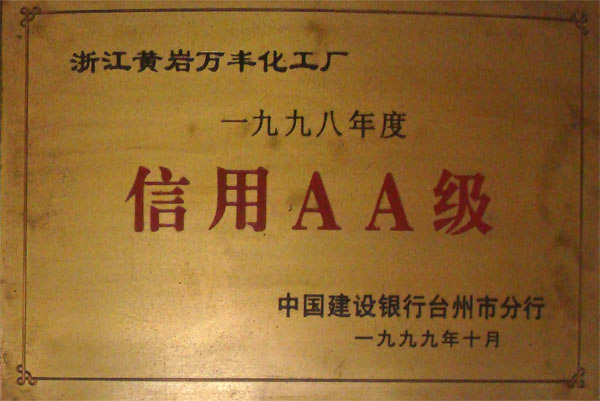 浙江黄岩万丰化工厂
一九九八年度
信用AA级
中国建设银行台州市分行
一九九九年十月